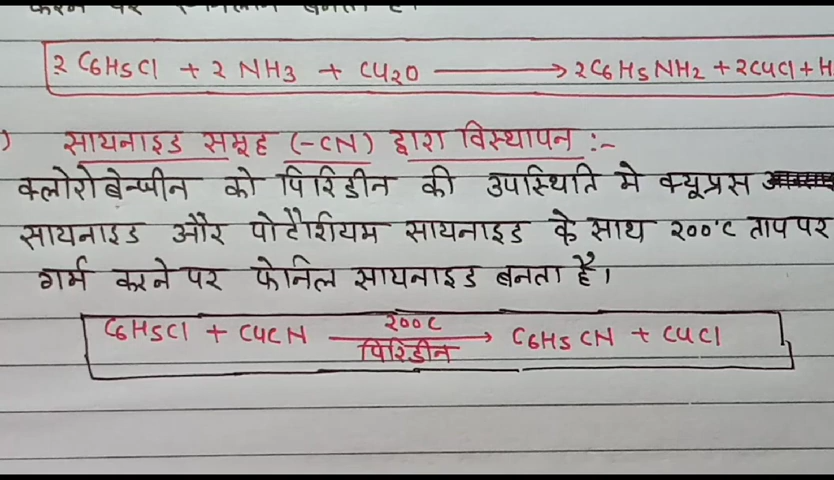 2 C6H5Cl + 2 NH3 + Cu2O ⟶ 2C6H5NH2 + 2CuCl + H
) सायनाइड समूह (-CN) द्वारा विस्थापन :-
क्लोरोबेन्जीन को पिरिडीन की उपस्थिति मे क्यूप्रस
सायनाइड और पोटैशियम सायनाइड के साथ 200°C ताप पर
गर्म करने पर फेनिल सायनाइड बनता है।
C6H5Cl + CuCN ⟶ C6H5CN + CuCl
200C
पिरिडीन